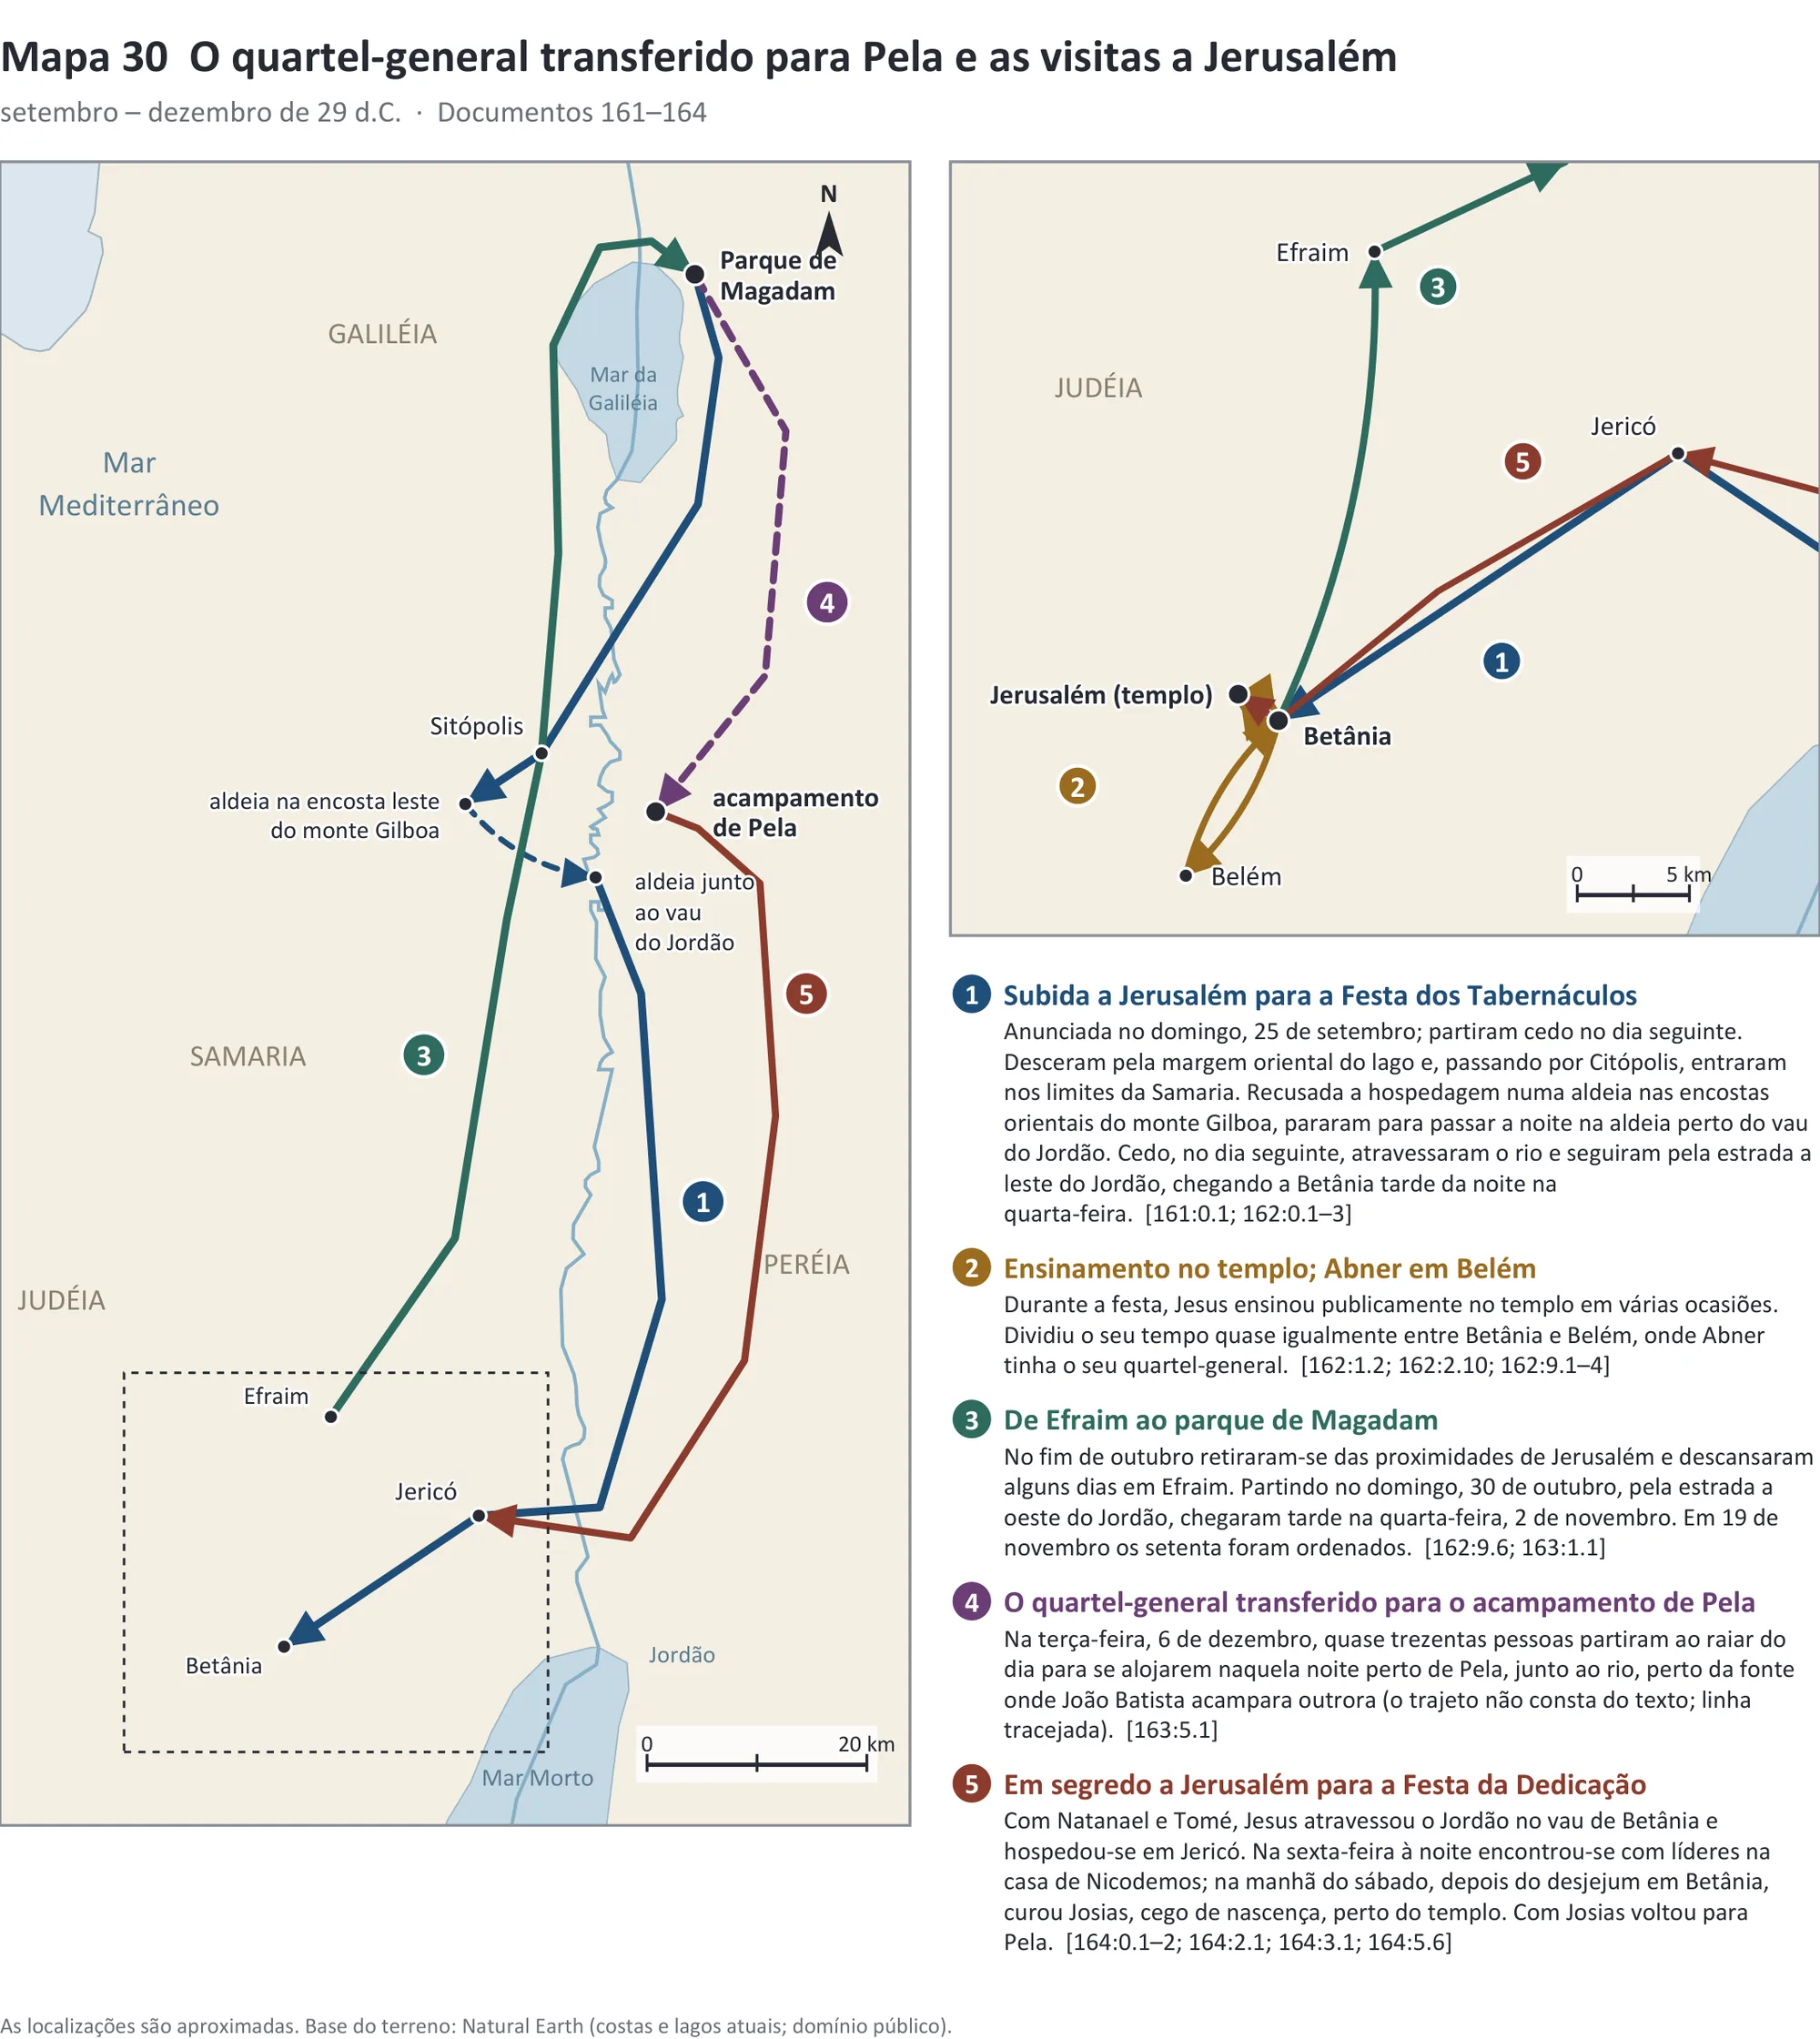 Mapa 30 O quartel-general transferido para Pela e as visitas a Jerusalém
setembro – dezembro de 29 d.C. · Documentos 161–164
N
Parque de
Magadam
GALILÉIA
Mar da
Galiléia
Mar
Mediterrâneo
4
Sitópolis
aldeia na encosta leste
do monte Gilboa
acampamento
de Pela
aldeia junto
ao vau
do Jordão
5
SAMARIA
3
1
PERÉIA
JUDÉIA
Efraim
Jericó
Betânia
Jordão
0 20 km
Mar Morto
Efraim
3
JUDÉIA
Jericó
5
1
Jerusalém (templo)
Betânia
2
Belém
0 5 km
1 Subida a Jerusalém para a Festa dos Tabernáculos
Anunciada no domingo, 25 de setembro; partiram cedo no dia seguinte.
Desceram pela margem oriental do lago e, passando por Citópolis, entraram
nos limites da Samaria. Recusada a hospedagem numa aldeia nas encostas
orientais do monte Gilboa, pararam para passar a noite na aldeia perto do vau
do Jordão. Cedo, no dia seguinte, atravessaram o rio e seguiram pela estrada a
leste do Jordão, chegando a Betânia tarde da noite na
quarta-feira. [161:0.1; 162:0.1–3]
2 Ensinamento no templo; Abner em Belém
Durante a festa, Jesus ensinou publicamente no templo em várias ocasiões.
Dividiu o seu tempo quase igualmente entre Betânia e Belém, onde Abner
tinha o seu quartel-general. [162:1.2; 162:2.10; 162:9.1–4]
3 De Efraim ao parque de Magadam
No fim de outubro retiraram-se das proximidades de Jerusalém e descansaram
alguns dias em Efraim. Partindo no domingo, 30 de outubro, pela estrada a
oeste do Jordão, chegaram tarde na quarta-feira, 2 de novembro. Em 19 de
novembro os setenta foram ordenados. [162:9.6; 163:1.1]
4 O quartel-general transferido para o acampamento de Pela
Na terça-feira, 6 de dezembro, quase trezentas pessoas partiram ao raiar do
dia para se alojarem naquela noite perto de Pela, junto ao rio, perto da fonte
onde João Batista acampara outrora (o trajeto não consta do texto; linha
tracejada). [163:5.1]
5 Em segredo a Jerusalém para a Festa da Dedicação
Com Natanael e Tomé, Jesus atravessou o Jordão no vau de Betânia e
hospedou-se em Jericó. Na sexta-feira à noite encontrou-se com líderes na
casa de Nicodemos; na manhã do sábado, depois do desjejum em Betânia,
curou Josias, cego de nascença, perto do templo. Com Josias voltou para
Pela. [164:0.1–2; 164:2.1; 164:3.1; 164:5.6]
As localizações são aproximadas. Base do terreno: Natural Earth (costas e lagos atuais; domínio público).